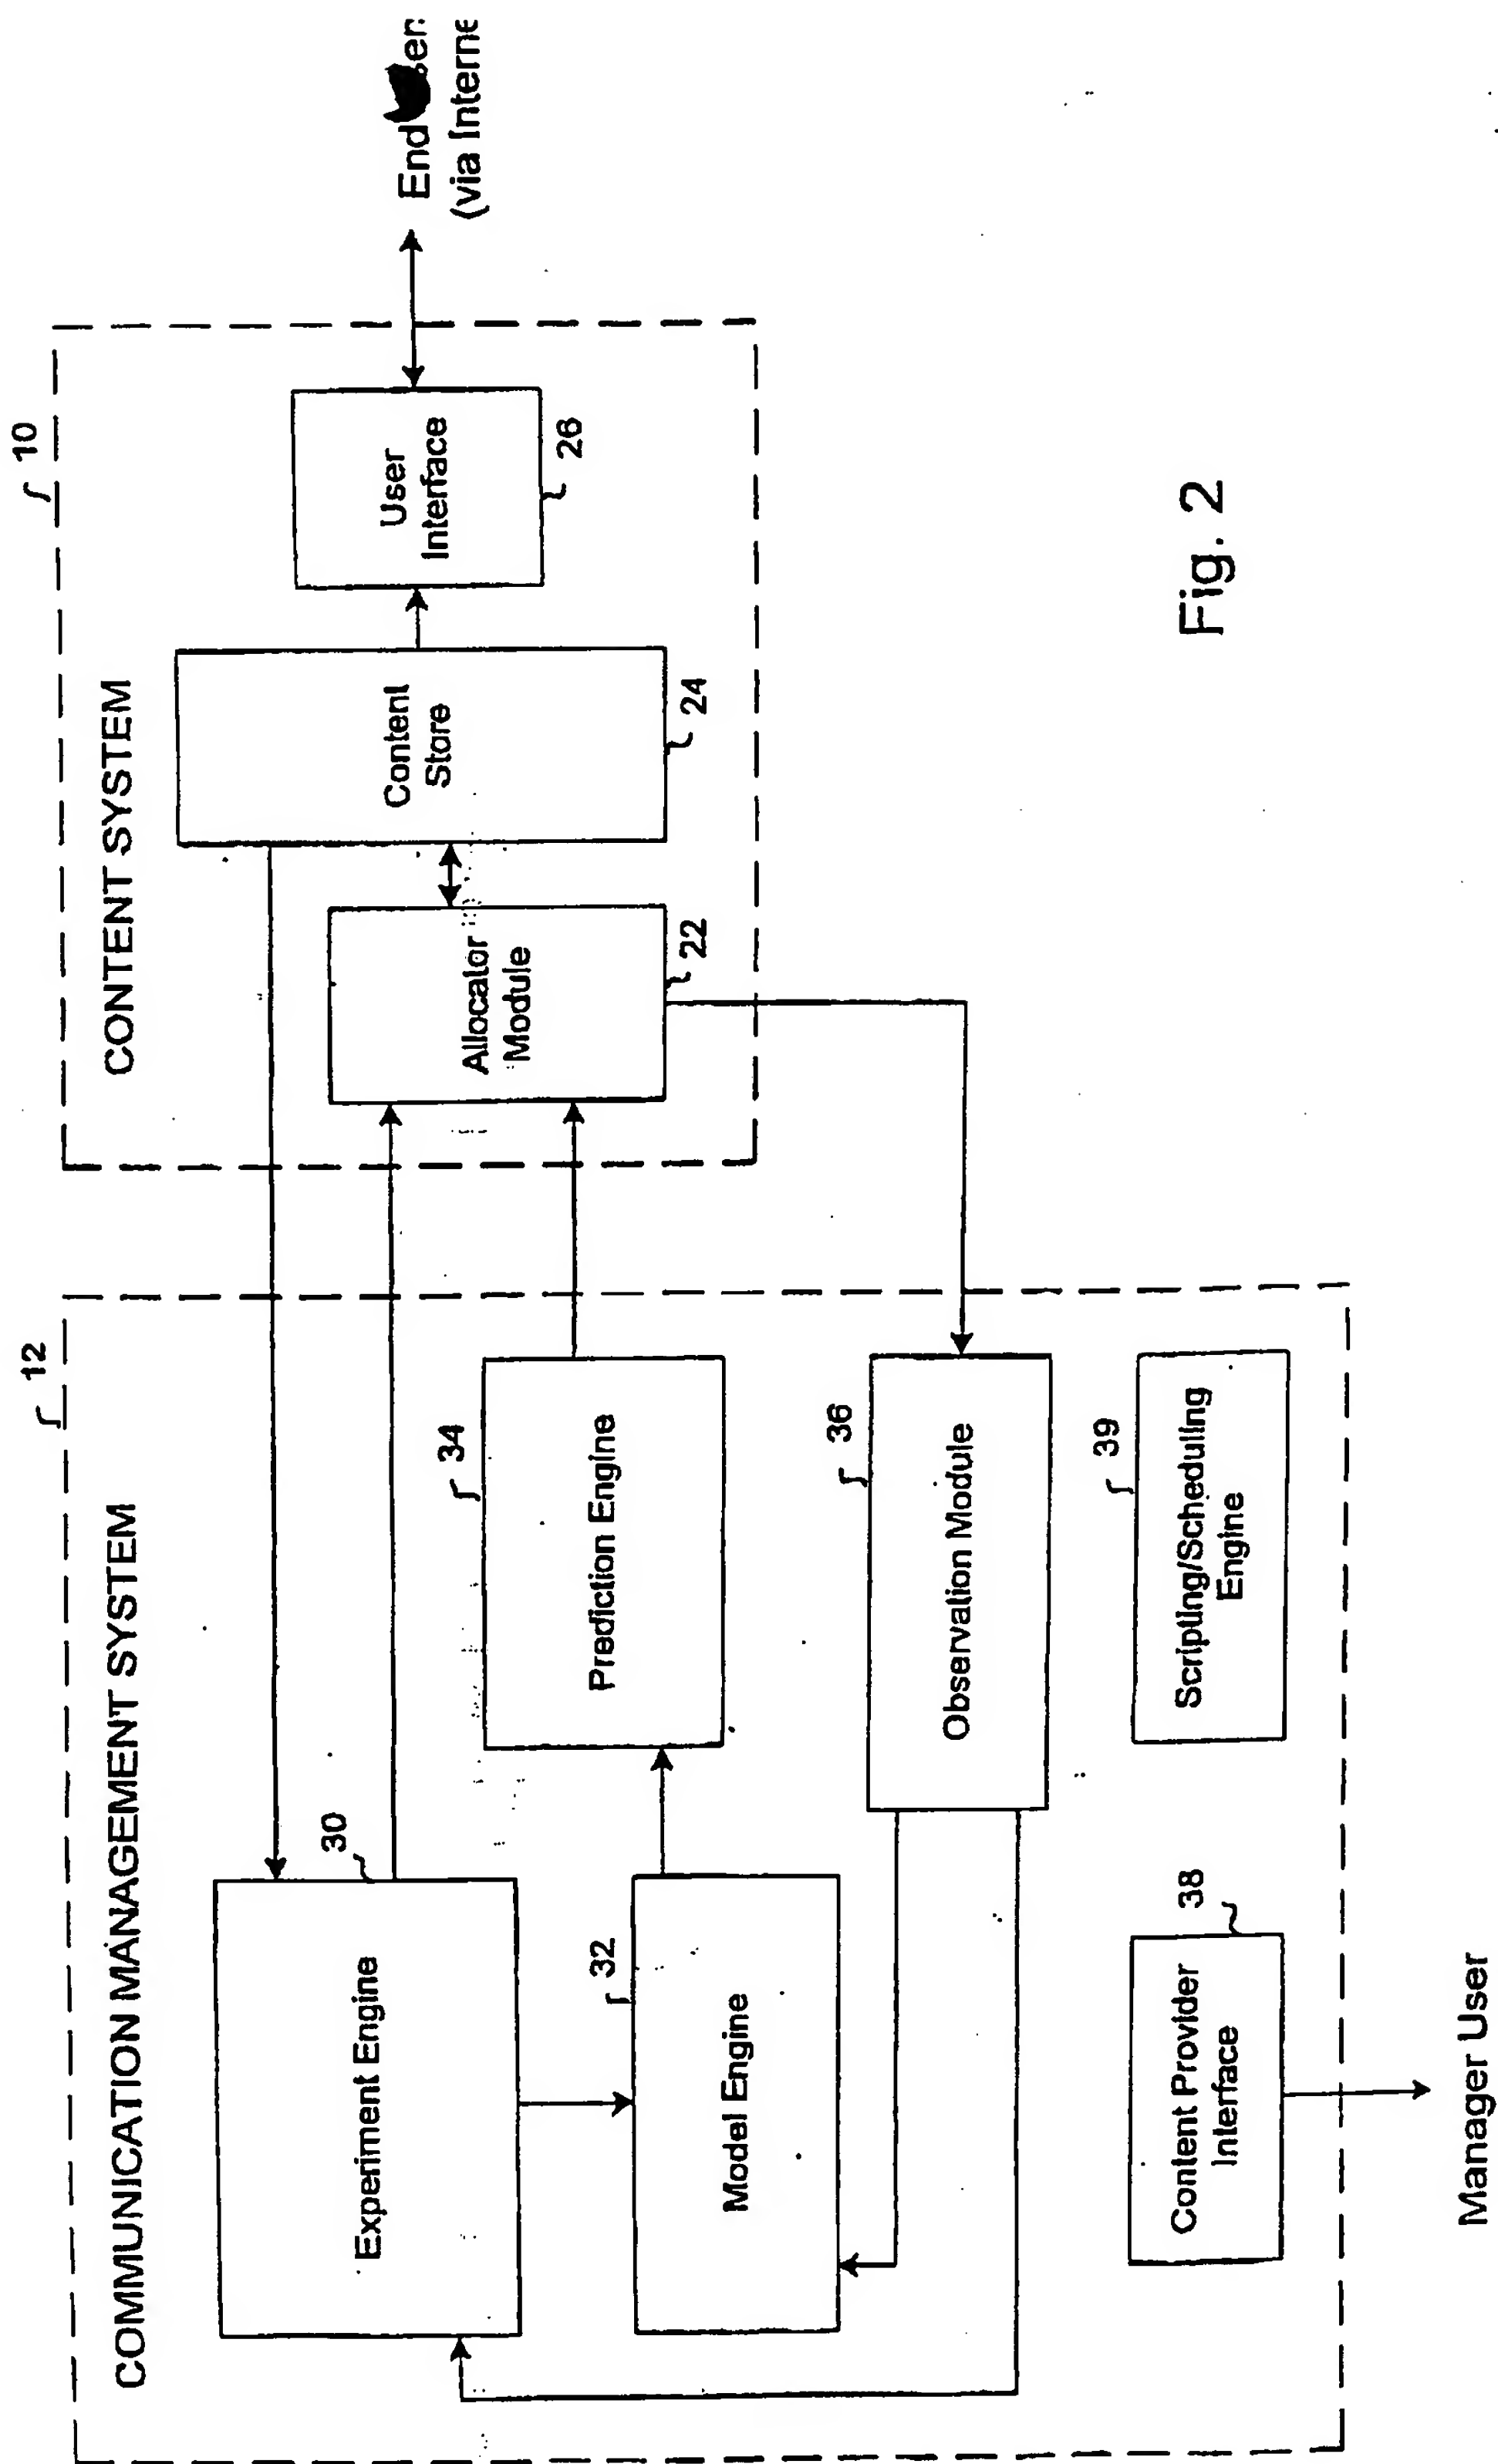 10
CONTENT SYSTEM
User
Interface
26
End
(via
Content
Store
24
Allocator
Module
22
12
COMMUNICATION MANAGEMENT SYSTEM
30
Experiment Engine
34
Prediction Engine
32
Model Engine
36
Observation Module
39
Scripting/Scheduling
Engine
38
Content Provider
Interface
Manager User
Fig. 2